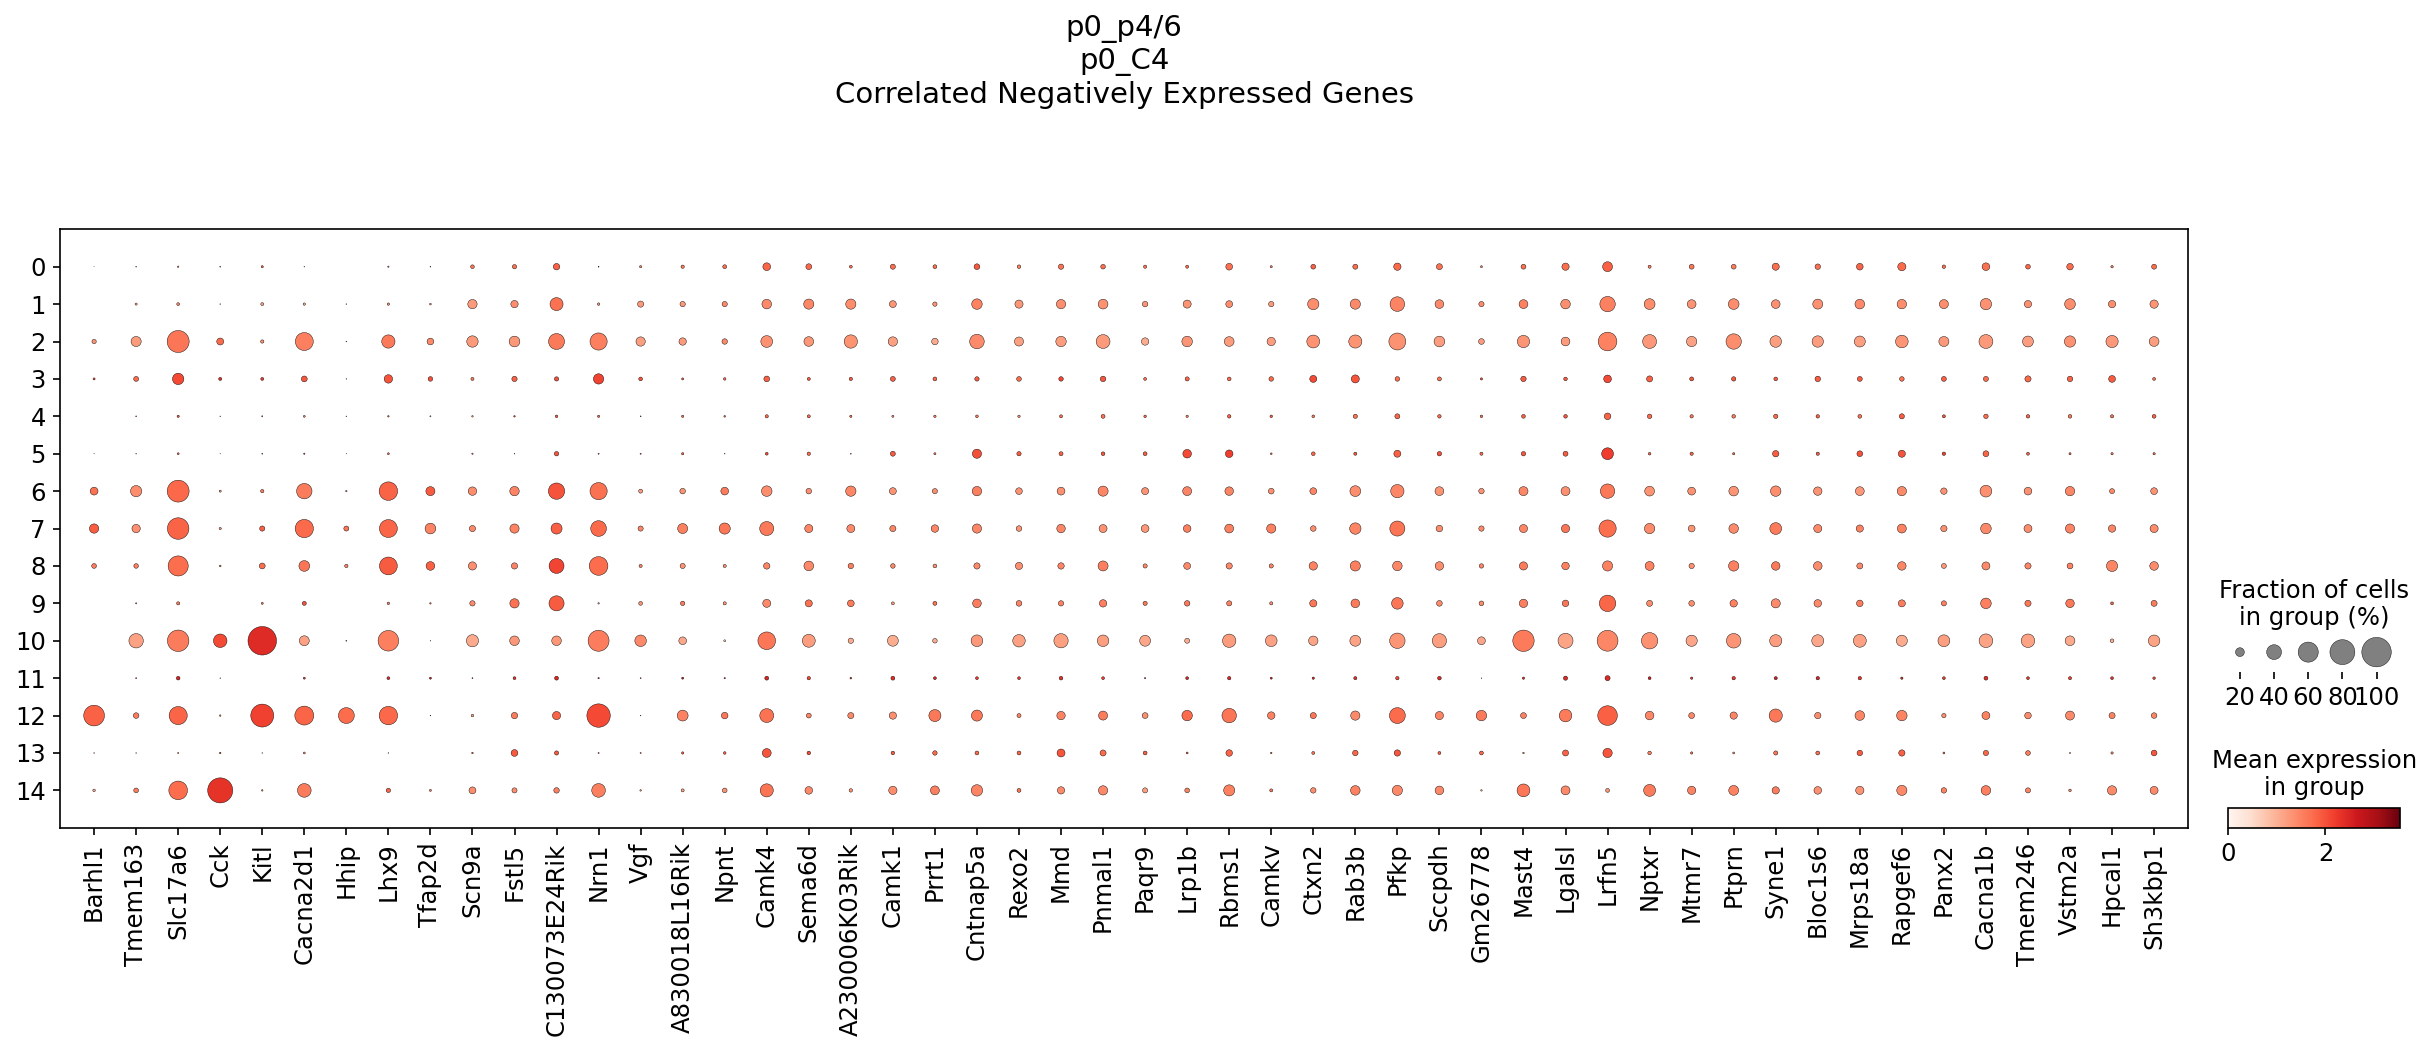 p0_p4/6
p0_C4
Correlated Negatively Expressed Genes
0
1
2
3
4
5
6
7
8
9
10
11
12
13
14
Barhl1
Tmem163
Slc17a6
Cck
Kitl
Cacna2d1
Hhip
Lhx9
Tfap2d
Scn9a
Fstl5
C130073E24Rik
Nrn1
Vgf
A830018L16Rik
Npnt
Camk4
Sema6d
A230006K03Rik
Camk1
Prrt1
Cntnap5a
Rexo2
Mmd
Pnmal1
Paqr9
Lrp1b
Rbms1
Camkv
Ctxn2
Rab3b
Pfkp
Sccpdh
Gm26778
Mast4
Lgalsl
Lrfn5
Nptxr
Mtmr7
Ptprn
Syne1
Bloc1s6
Mrps18a
Rapgef6
Panx2
Cacna1b
Tmem246
Vstm2a
Hpcal1
Sh3kbp1
Fraction of cells
in group (%)
20 40 60 80 100
Mean expression
in group
0 2